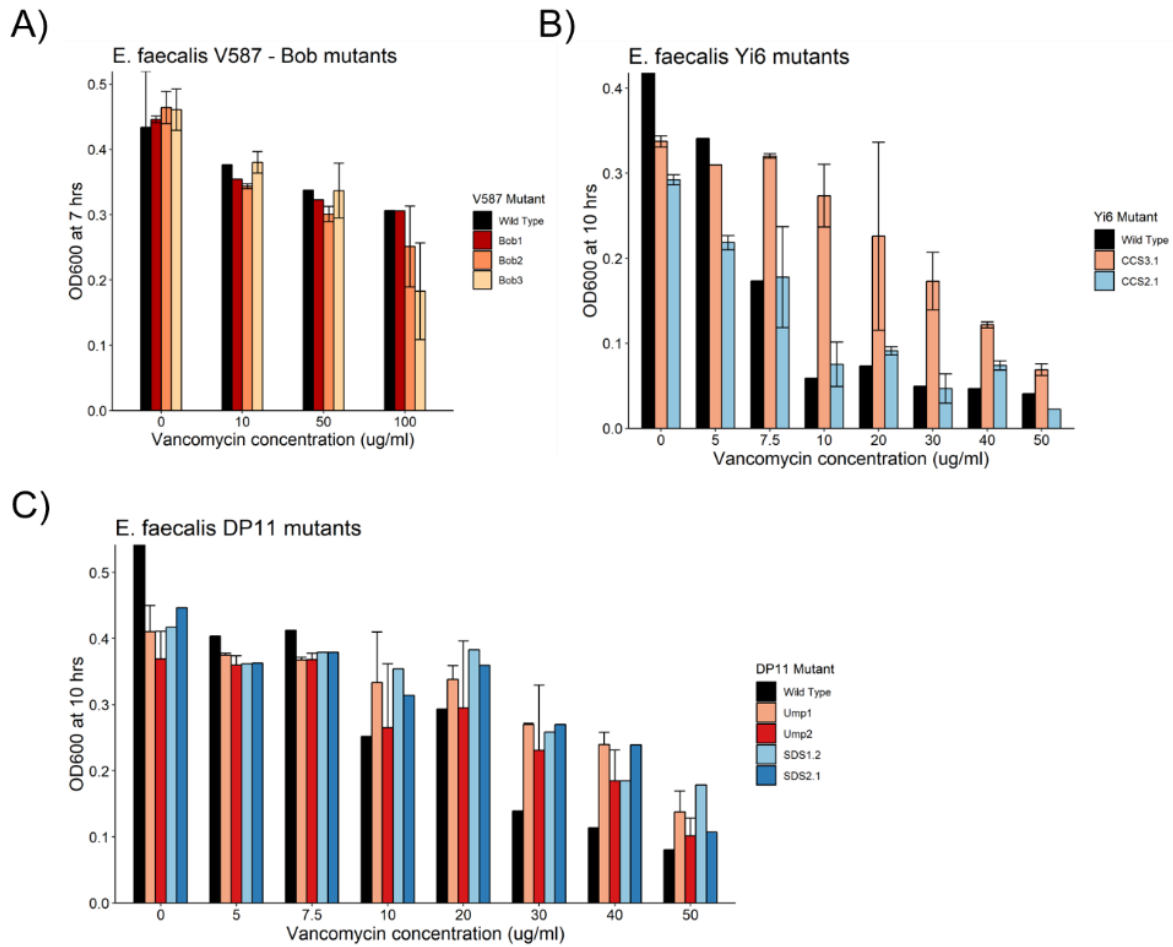 A)
E. faecalis V587 - Bob mutants
OD600 at 7 hrs
0.5
0.4
0.3
0.2
0.1
0.0
0 10 50 100
Vancomycin concentration (ug/ml)
V587 Mutant
Wild Type
Bob1
Bob2
Bob3
B)
E. faecalis Yi6 mutants
OD600 at 10 hrs
0.4
0.3
0.2
0.1
0.0
0 5 7.5 10 20 30 40 50
Vancomycin concentration (ug/ml)
Yi6 Mutant
Wild Type
CCS3.1
CCS2.1
C)
E. faecalis DP11 mutants
OD600 at 10 hrs
0.5
0.4
0.3
0.2
0.1
0.0
0 5 7.5 10 20 30 40 50
Vancomycin concentration (ug/ml)
DP11 Mutant
Wild Type
Ump1
Ump2
SDS1.2
SDS2.1